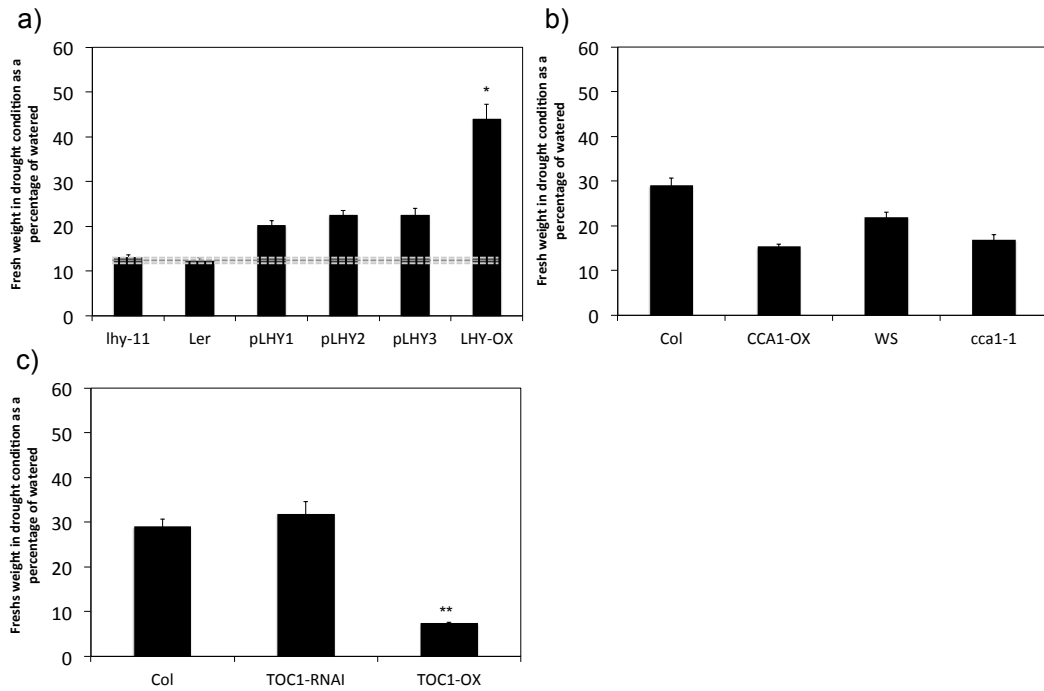 a)
Fresh weight in drought condition as a
percentage of watered
60
50
40
30
20
10
0
*
lhy-11 Ler pLHY1 pLHY2 pLHY3 LHY-OX
b)
Fresh weight in drought condition as a
percentage of watered
60
50
40
30
20
10
0
Col CCA1-OX WS cca1-1
c)
Freshs weight in drought condition as a
percentage of watered
60
50
40
30
20
10
0
**
Col TOC1-RNAI TOC1-OX